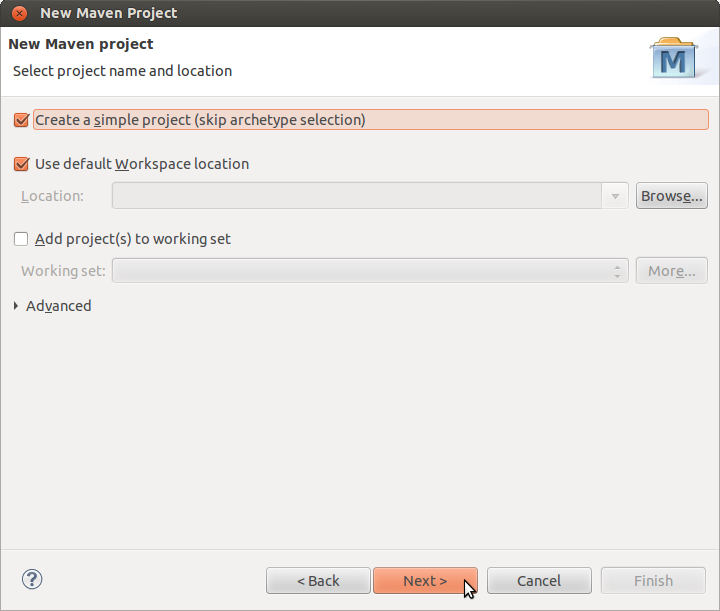 New Maven Project
New Maven project
Select project name and location
M
Create a simple project (skip archetype selection)
Use default Workspace location
Location:
Browse...
Add project(s) to working set
Working set:
More...
Advanced
?
< Back
Next >
Cancel
Finish